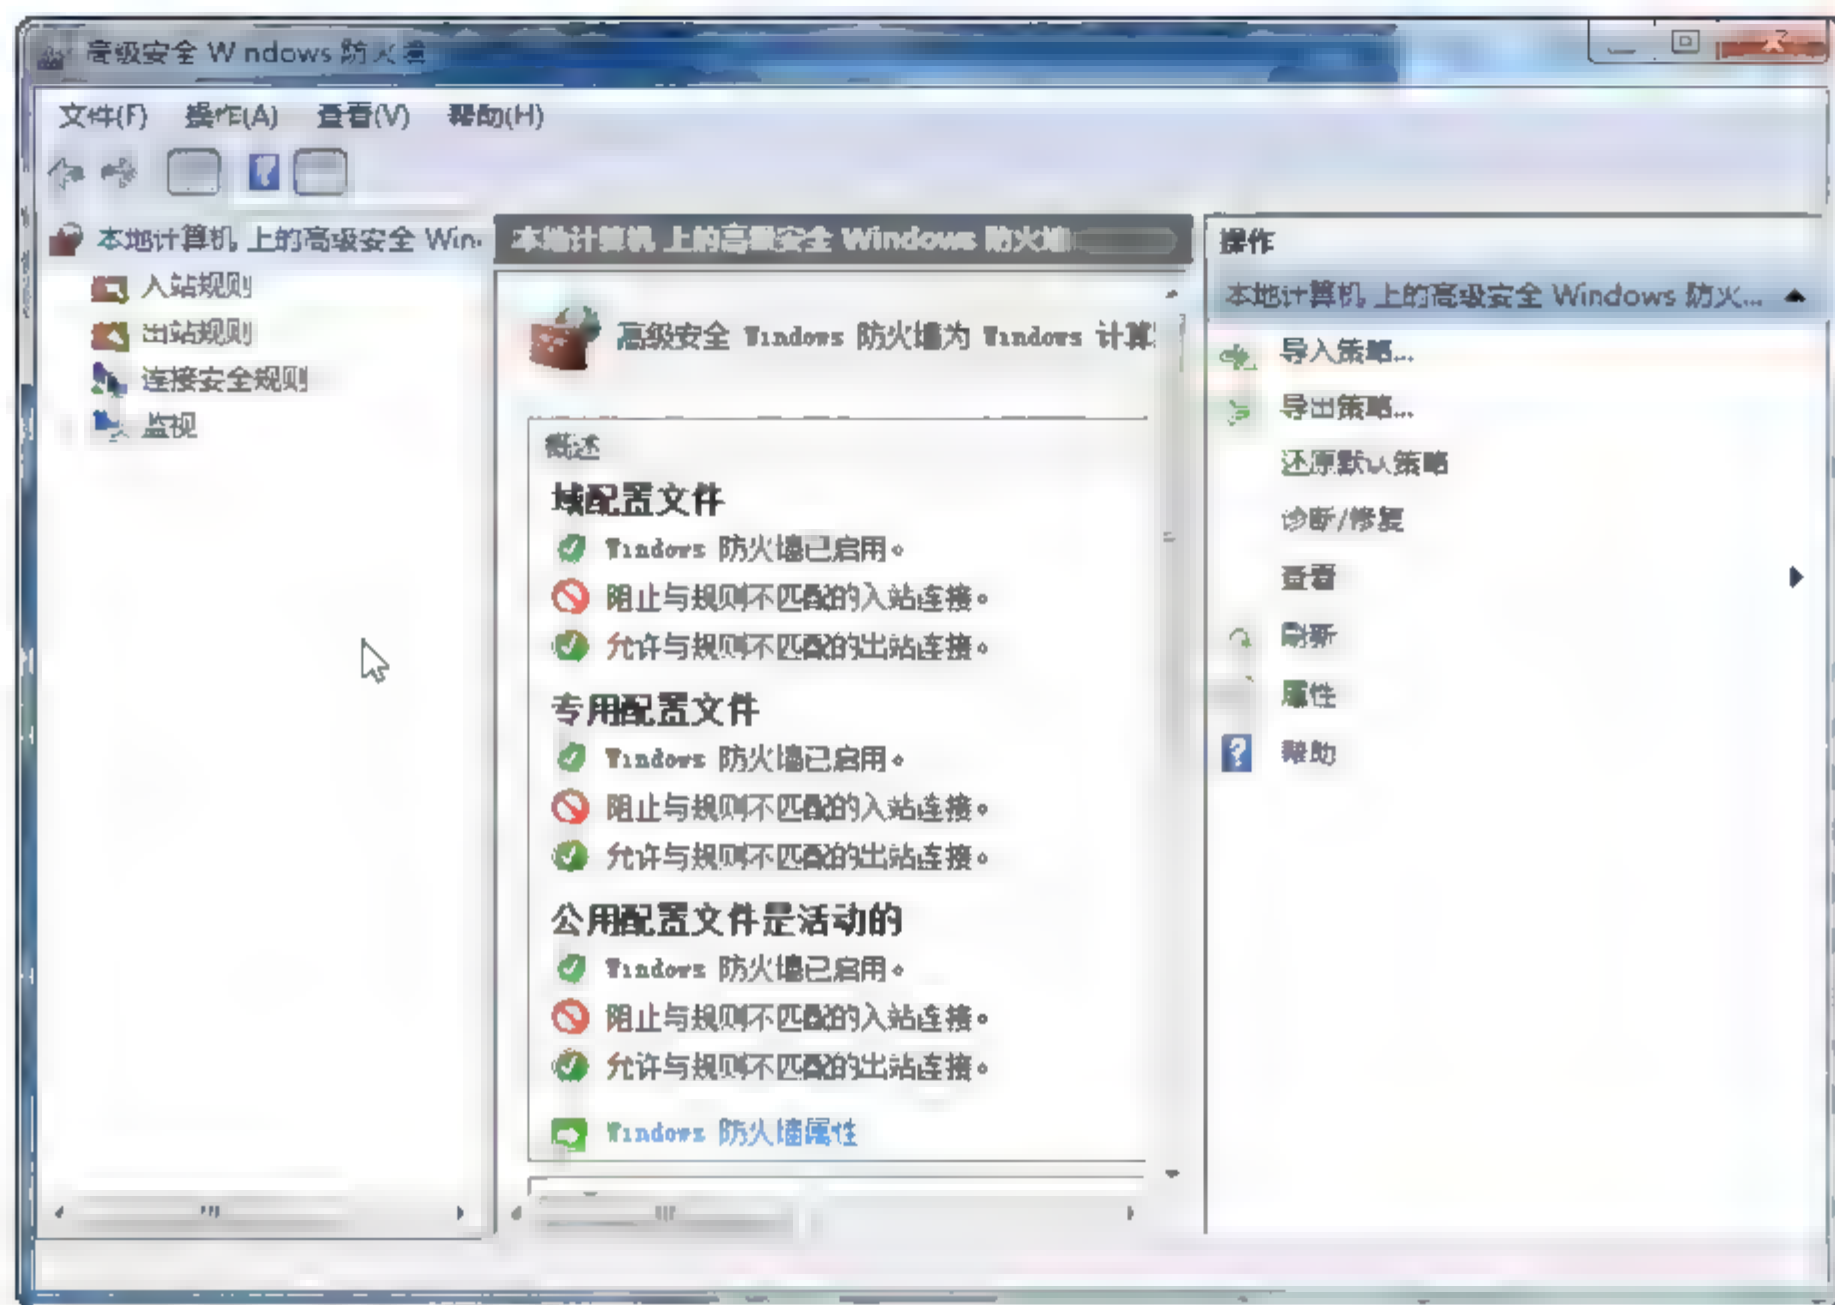 高级安全 Windows 防火墙
文件(F) 操作(A) 查看(V) 帮助(H)
本地计算机 上的高级安全 Win
入站规则
出站规则
连接安全规则
监视
本地计算机 上的高级安全 Windows 防火墙
高级安全 Windows 防火墙为 Windows 计算
概述
域配置文件
Windows 防火墙已启用。
阻止与规则不匹配的入站连接。
允许与规则不匹配的出站连接。
专用配置文件
Windows 防火墙已启用。
阻止与规则不匹配的入站连接。
允许与规则不匹配的出站连接。
公用配置文件是活动的
Windows 防火墙已启用。
阻止与规则不匹配的入站连接。
允许与规则不匹配的出站连接。
Windows 防火墙属性
操作
本地计算机 上的高级安全 Windows 防火...
导入策略...
导出策略...
还原默认策略
诊断/修复
查看
刷新
属性
帮助